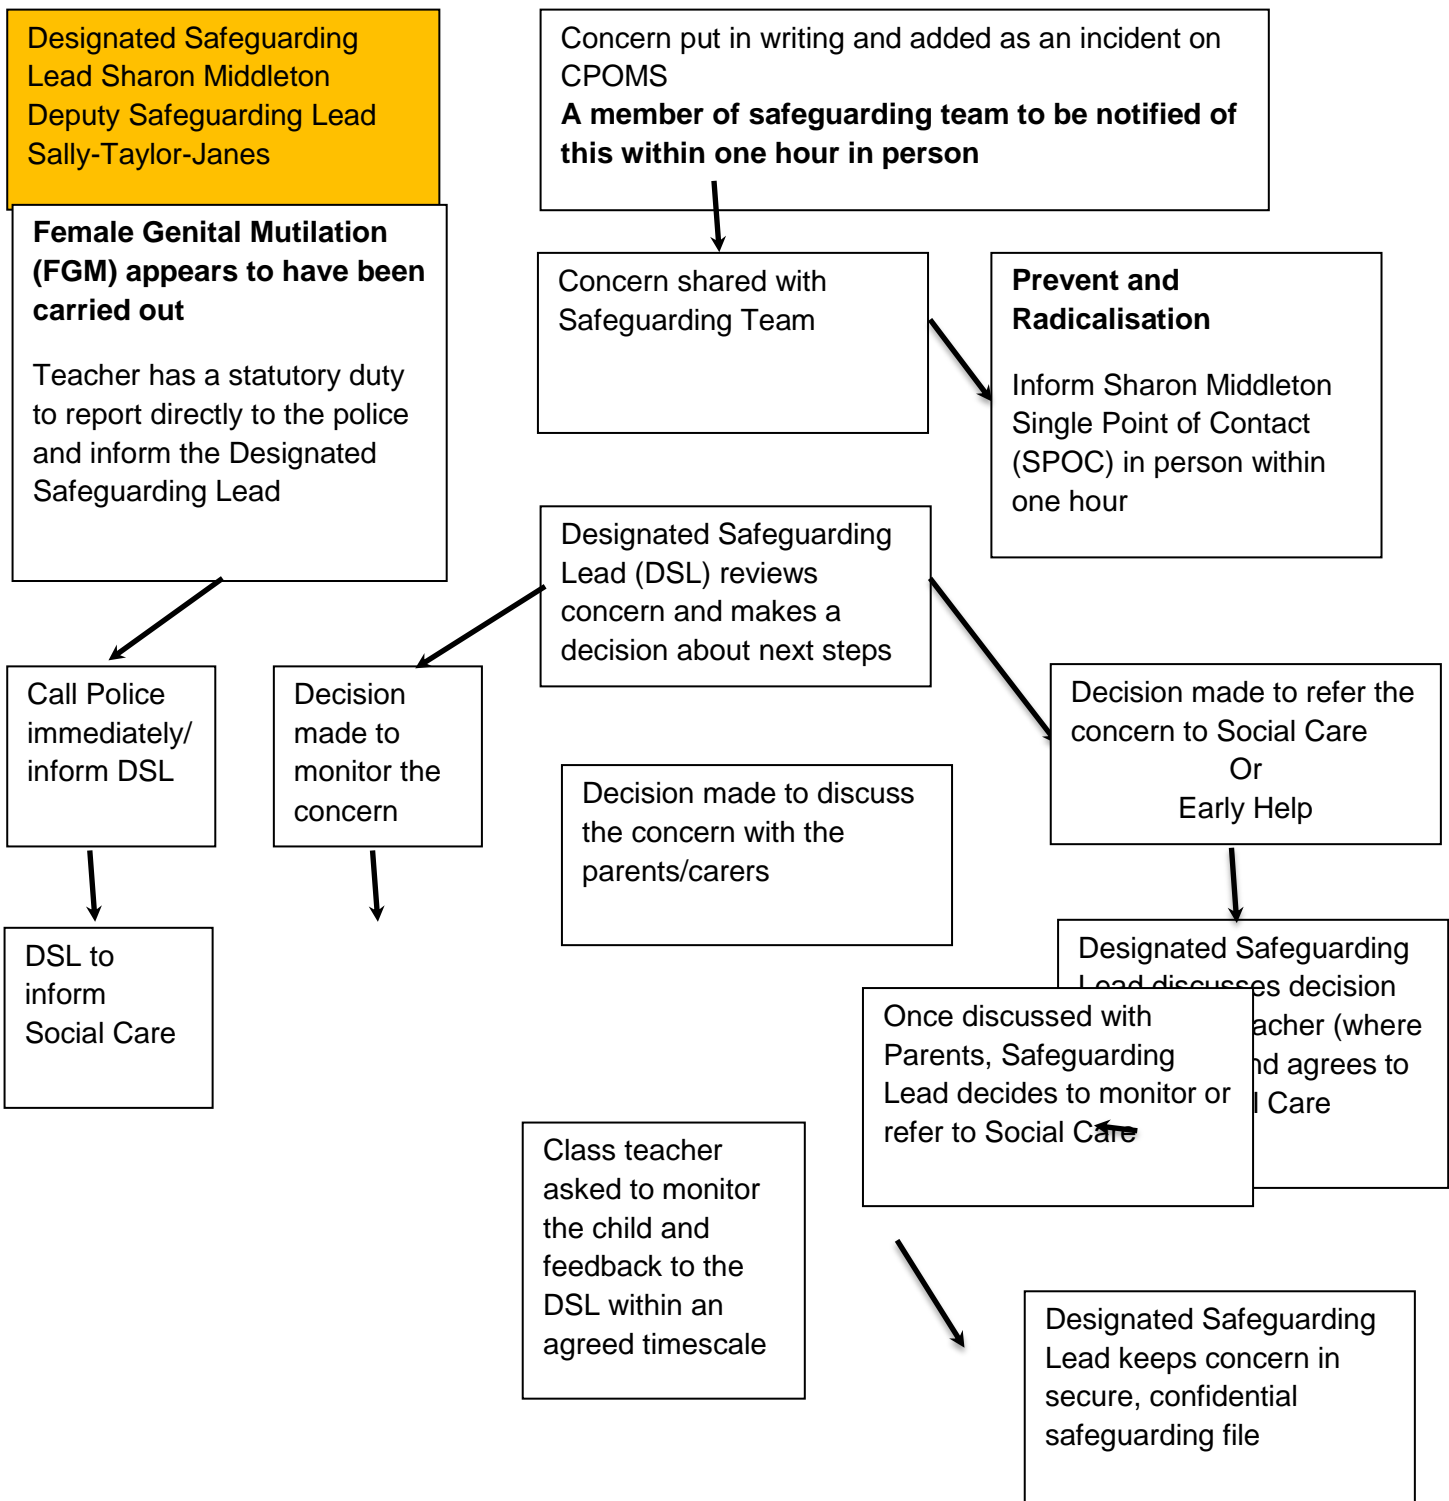 Designated Safeguarding
Lead Sharon Middleton
Deputy Safeguarding Lead
Sally-Taylor-Janes
Concern put in writing and added as an incident on
CPOMS
A member of safeguarding team to be notified of
this within one hour in person
Female Genital Mutilation
(FGM) appears to have been
carried out
Teacher has a statutory duty
to report directly to the police
and inform the Designated
Safeguarding Lead
Concern shared with
Safeguarding Team
Prevent and
Radicalisation
Inform Sharon Middleton
Single Point of Contact
(SPOC) in person within
one hour
Designated Safeguarding
Lead (DSL) reviews
concern and makes a
decision about next steps
Call Police
immediately/
inform DSL
Decision
made to
monitor the
concern
Decision made to discuss
the concern with the
parents/carers
Decision made to refer the
concern to Social Care
Or
Early Help
DSL to
inform
Social Care
Designated Safeguarding
Lead discusses decision
(where
agrees to
Care
Once discussed with
Parents, Safeguarding
Lead decides to monitor or
refer to Social Care
Class teacher
asked to monitor
the child and
feedback to the
DSL within an
agreed timescale
Designated Safeguarding
Lead keeps concern in
secure, confidential
safeguarding file